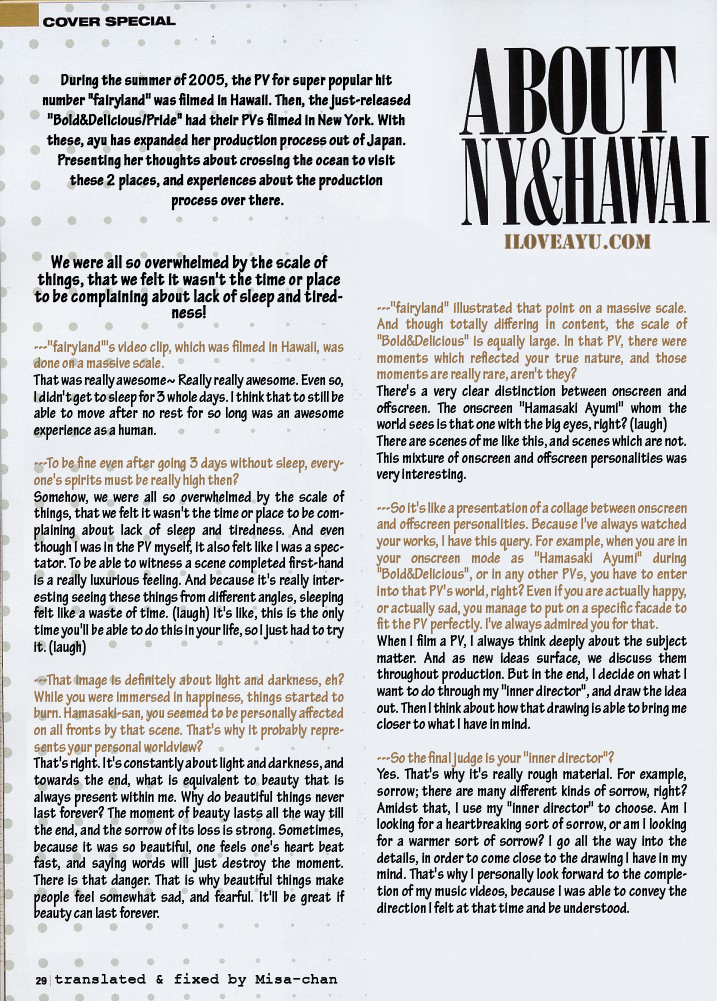 COVER SPECIAL
During the summer of 2005, the PV for super popular hit
number "fairyland" was filmed in Hawaii. Then, the just-released
"Bold&Delicious/Pride" had their PVs filmed in New York. With
these, ayu has expanded her production process out of Japan.
Presenting her thoughts about crossing the ocean to visit
these 2 places, and experiences about the production
process over there.
ABOUT
NY&HAWAI
ILOVEAYU.COM
We were all so overwhelmed by the scale of
things, that we felt it wasn't the time or place
to be complaining about lack of sleep and tired-
ness!
---"fairyland"'s video clip, which was filmed in Hawaii, was
done on a massive scale.
That was really awesome~ Really really awesome. Even so,
I didn't get to sleep for 3 whole days. I think that to still be
able to move after no rest for so long was an awesome
experience as a human.
---To be fine even after going 3 days without sleep, every-
one's spirits must be really high then?
Somehow, we were all so overwhelmed by the scale of
things, that we felt it wasn't the time or place to be com-
plaining about lack of sleep and tiredness. And even
though I was in the PV myself, it also felt like I was a spec-
tator. To be able to witness a scene completed first-hand
is a really luxurious feeling. And because it's really inter-
esting seeing these things from different angles, sleeping
felt like a waste of time. (laugh) It's like, this is the only
time you'll be able to do this in your life, so I just had to try
it. (laugh)
---That image is definitely about light and darkness, eh?
While you were immersed in happiness, things started to
burn. Hamasaki-san, you seemed to be personally affected
on all fronts by that scene. That's why it probably repre-
sents your personal worldview?
That's right. It's constantly about light and darkness, and
towards the end, what is equivalent to beauty that is
always present within me. Why do beautiful things never
last forever? The moment of beauty lasts all the way till
the end, and the sorrow of its loss is strong. Sometimes,
because it was so beautiful, one feels one's heart beat
fast, and saying words will just destroy the moment.
There is that danger. That is why beautiful things make
people feel somewhat sad, and fearful. It'll be great if
beauty can last forever.
---"fairyland" illustrated that point on a massive scale.
And though totally differing in content, the scale of
"Bold&Delicious" is equally large. In that PV, there were
moments which reflected your true nature, and those
moments are really rare, aren't they?
There's a very clear distinction between onscreen and
offscreen. The onscreen "Hamasaki Ayumi" whom the
world sees is that one with the big eyes, right? (laugh)
There are scenes of me like this, and scenes which are not.
This mixture of onscreen and offscreen personalities was
very interesting.
---So it's like a presentation of a collage between onscreen
and offscreen personalities. Because I've always watched
your works, I have this query. For example, when you are in
your onscreen mode as "Hamasaki Ayumi" during
"Bold&Delicious", or in any other PVs, you have to enter
into that PV's world, right? Even if you are actually happy,
or actually sad, you manage to put on a specific facade to
fit the PV perfectly. I've always admired you for that.
When I film a PV, I always think deeply about the subject
matter. And as new ideas surface, we discuss them
throughout production. But in the end, I decide on what I
want to do through my "inner director", and draw the idea
out. Then I think about how that drawing is able to bring me
closer to what I have in mind.
---So the final judge is your "inner director"?
Yes. That's why it's really rough material. For example,
sorrow; there are many different kinds of sorrow, right?
Amidst that, I use my "inner director" to choose. Am I
looking for a heartbreaking sort of sorrow, or am I looking
for a warmer sort of sorrow? I go all the way into the
details, in order to come close to the drawing I have in my
mind. That's why I personally look forward to the comple-
tion of my music videos, because I was able to convey the
direction I felt at that time and be understood.
29 | translated & fixed by Misa-chan